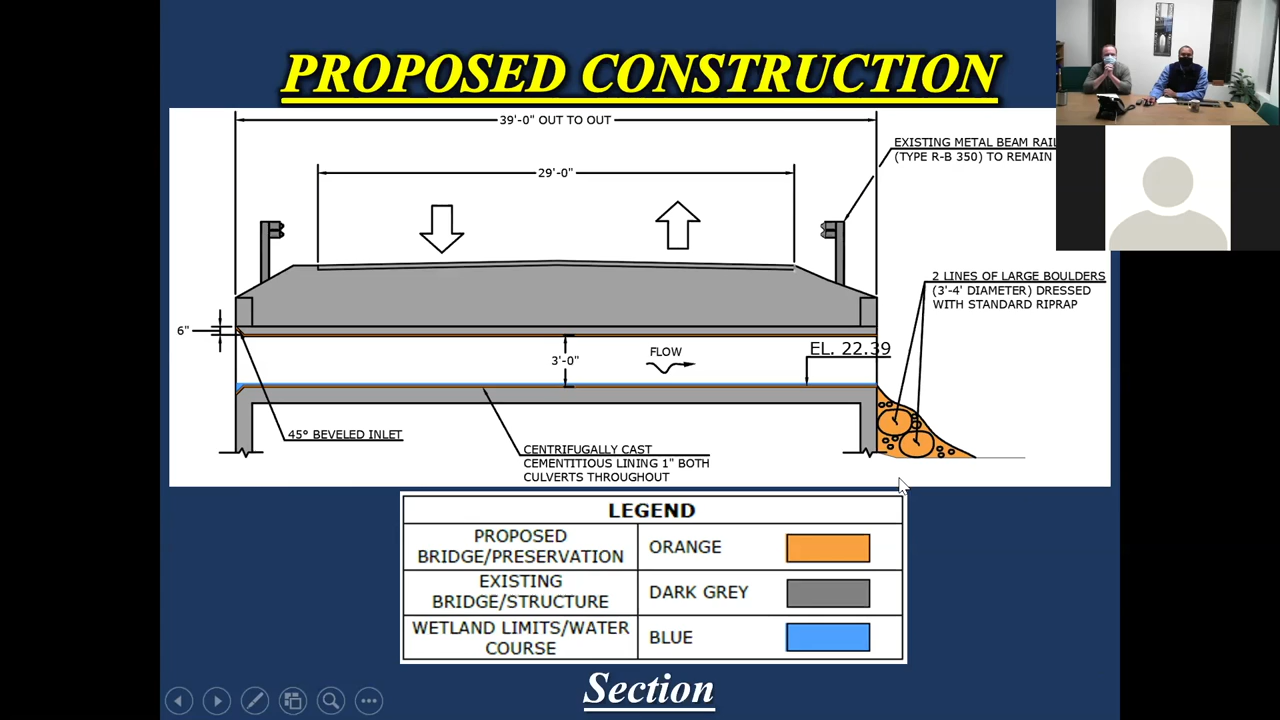 PROPOSED CONSTRUCTION
39'-0" OUT TO OUT
EXISTING METAL BEAM RAIL
(TYPE R-B 350) TO REMAIN
29'-0"
2 LINES OF LARGE BOULDERS
(3'-4' DIAMETER) DRESSED
WITH STANDARD RIPRAP
6"
3'-0"
FLOW
EL. 22.39
45° BEVELED INLET
CENTRIFUGALLY CAST
CEMENTITIOUS LINING 1" BOTH
CULVERTS THROUGHOUT
LEGEND
PROPOSED
BRIDGE/PRESERVATION
ORANGE
EXISTING
BRIDGE/STRUCTURE
DARK GREY
WETLAND LIMITS/WATER
COURSE
BLUE
Section